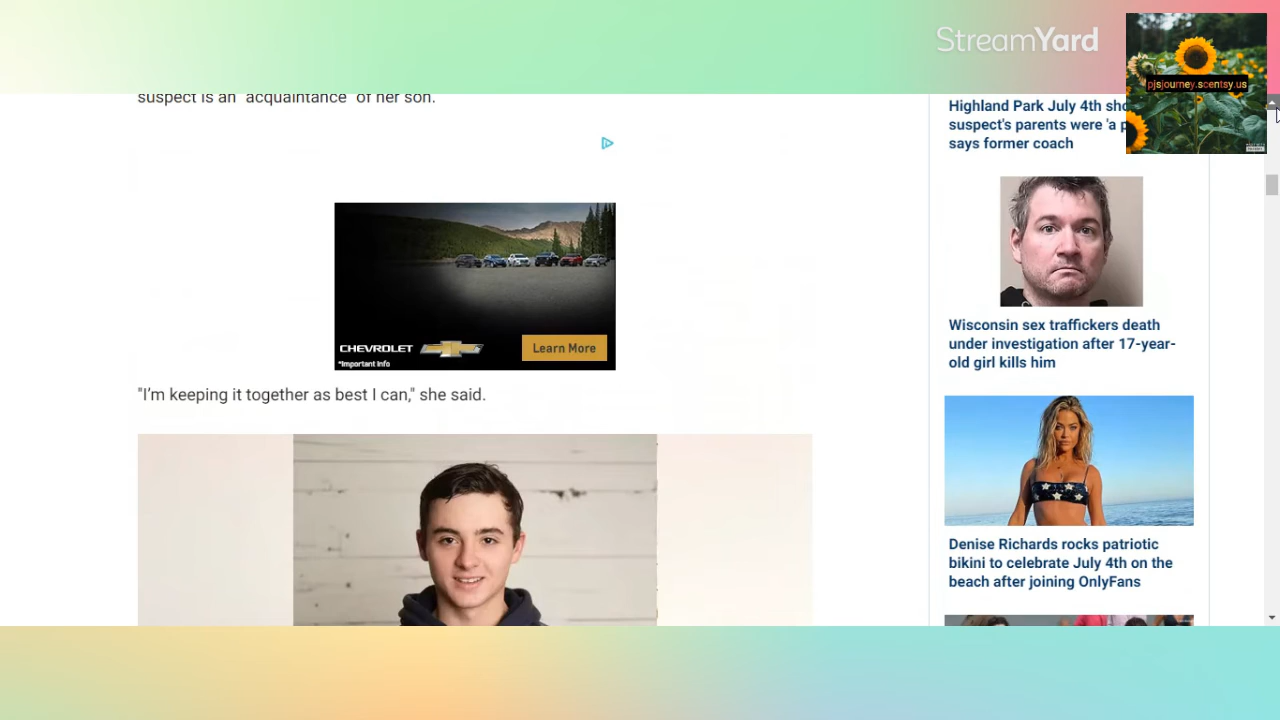 StreamYard
pjsjourney.scentsy.us
suspect is an "acquaintance" of her son.
CHEVROLET
Learn More
*Important Info
"I'm keeping it together as best I can," she said.
Highland Park July 4th sho
suspect's parents were 'a p
says former coach
Wisconsin sex traffickers death
under investigation after 17-year-
old girl kills him
Denise Richards rocks patriotic
bikini to celebrate July 4th on the
beach after joining OnlyFans